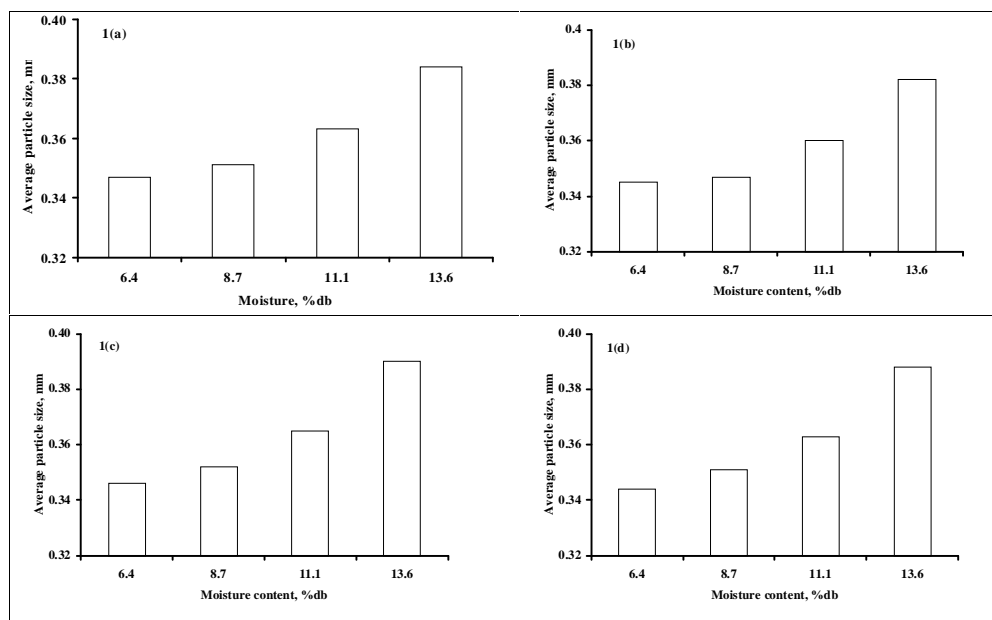 1(a)
0.40
0.38
0.36
0.34
0.32
Average particle size, m
6.4 8.7 11.1 13.6
Moisture, %db
1(b)
0.4
0.38
0.36
0.34
0.32
Average particle size, mm
6.4 8.7 11.1 13.6
Moisture content, %db
1(c)
0.40
0.38
0.36
0.34
0.32
Average particle size, mm
6.4 8.7 11.1 13.6
Moisture content, %db
1(d)
0.40
0.38
0.36
0.34
0.32
Average particle size, mm
6.4 8.7 11.1 13.6
Moisture content, %db